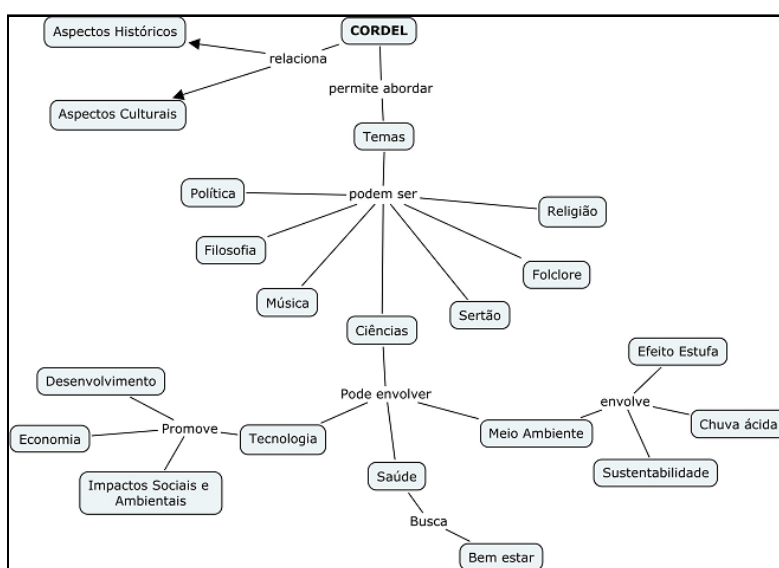 Aspectos Históricos
CORDEL
relaciona
Aspectos Culturais
permite abordar
Temas
podem ser
Política
Religião
Filosofia
Folclore
Música
Sertão
Ciências
Efeito Estufa
Desenvolvimento
Pode envolver
envolve
Chuva ácida
Economia
Promove
Tecnologia
Meio Ambiente
Impactos Sociais e
Ambientais
Saúde
Sustentabilidade
Busca
Bem estar